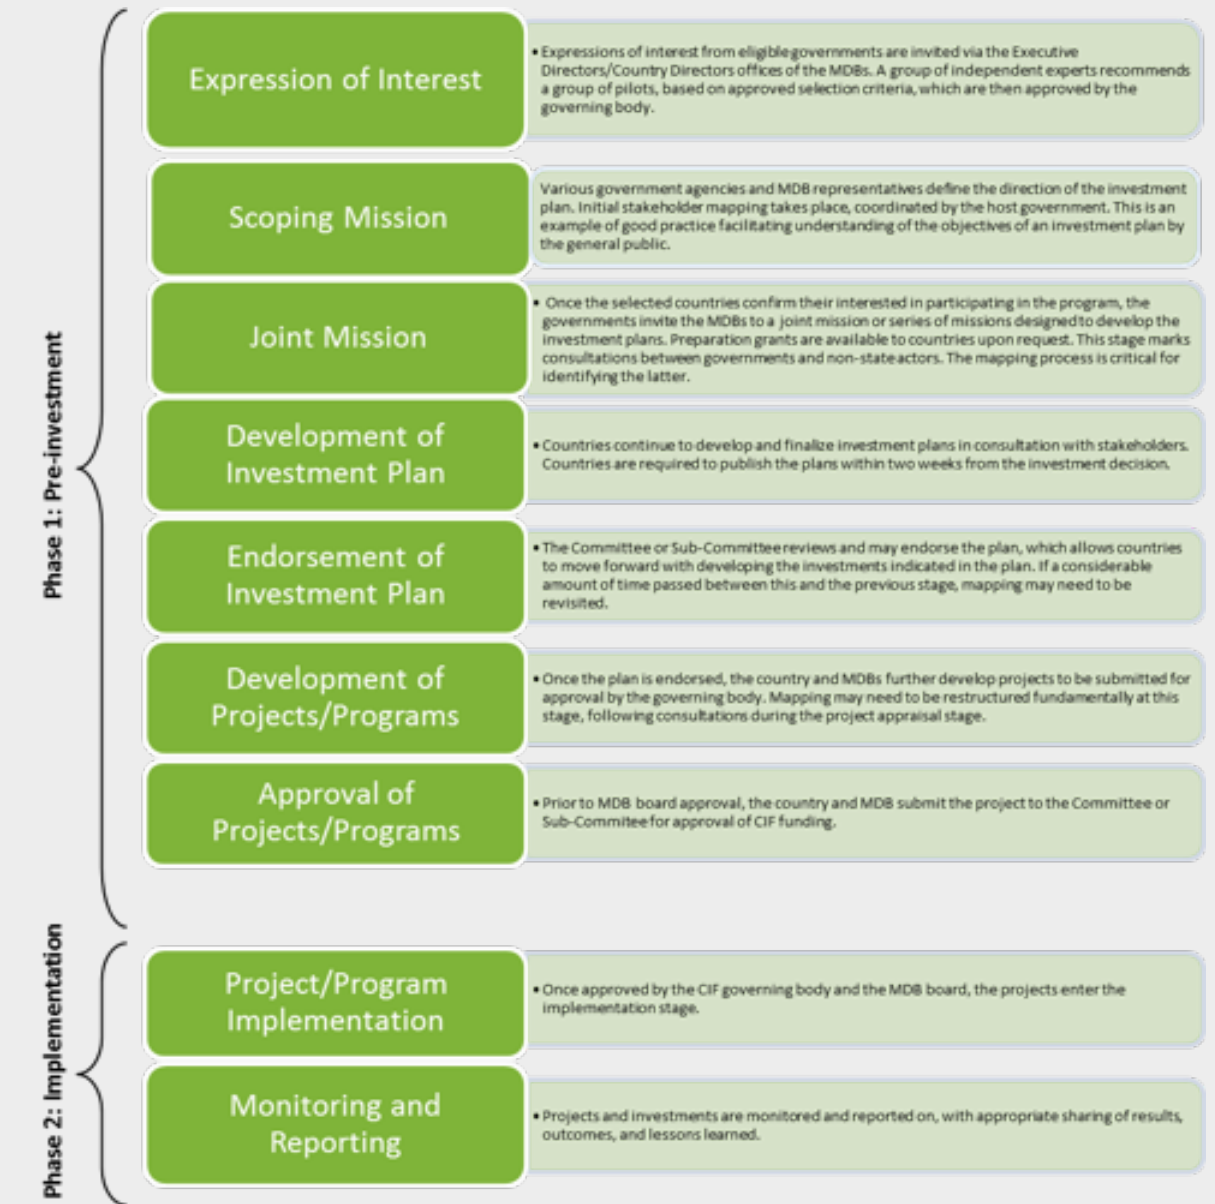 Phase 1: Pre-investment
Expression of Interest
• Expressions of interest from eligible governments are invited via the Executive
Directors/Country Directors offices of the MDBs. A group of independent experts recommends
a group of pilots, based on approved selection criteria, which are then approved by the
governing body.
Scoping Mission
Various government agencies and MDB representatives define the direction of the investment
plan. Initial stakeholder mapping takes place, coordinated by the host government. This is an
example of good practice facilitating understanding of the objectives of an investment plan by
the general public.
Joint Mission
• Once the selected countries confirm their interested in participating in the program, the
governments invite the MDBs to a joint mission or series of missions designed to develop the
investment plans. Preparation grants are available to countries upon request. This stage marks
consultations between governments and non-state actors. The mapping process is critical for
identifying the latter.
Development of
Investment Plan
• Countries continue to develop and finalize investment plans in consultation with stakeholders.
Countries are required to publish the plans within two weeks from the investment decision.
Endorsement of
Investment Plan
• The Committee or Sub-Committee reviews and may endorse the plan, which allows countries
to move forward with developing the investments indicated in the plan. If a considerable
amount of time passed between this and the previous stage, mapping may need to be
revisited.
Development of
Projects/Programs
• Once the plan is endorsed, the country and MDBs further develop projects to be submitted for
approval by the governing body. Mapping may need to be restructured fundamentally at this
stage, following consultations during the project appraisal stage.
Approval of
Projects/Programs
• Prior to MDB board approval, the country and MDB submit the project to the Committee or
Sub-Commitee for approval of CIF funding.
Phase 2: Implementation
Project/Program
Implementation
• Once approved by the CIF governing body and the MDB board, the projects enter the
implementation stage.
Monitoring and
Reporting
• Projects and investments are monitored and reported on, with appropriate sharing of results,
outcomes, and lessons learned.